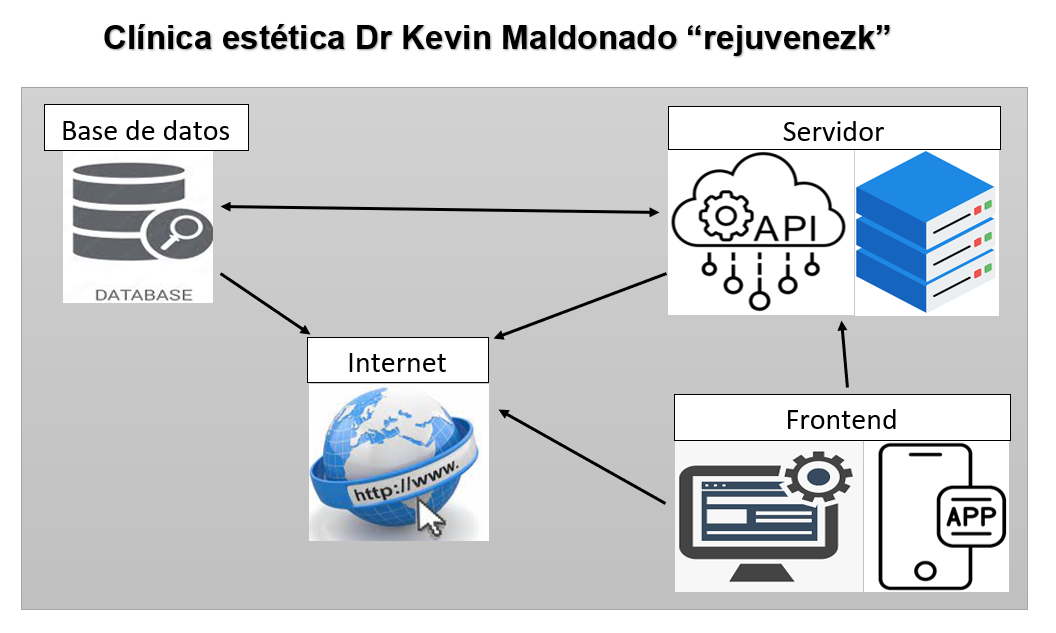 Clínica estética Dr Kevin Maldonado “rejuvenezk”
Base de datos
DATABASE
Servidor
API
Internet
http://www.
Frontend
APP